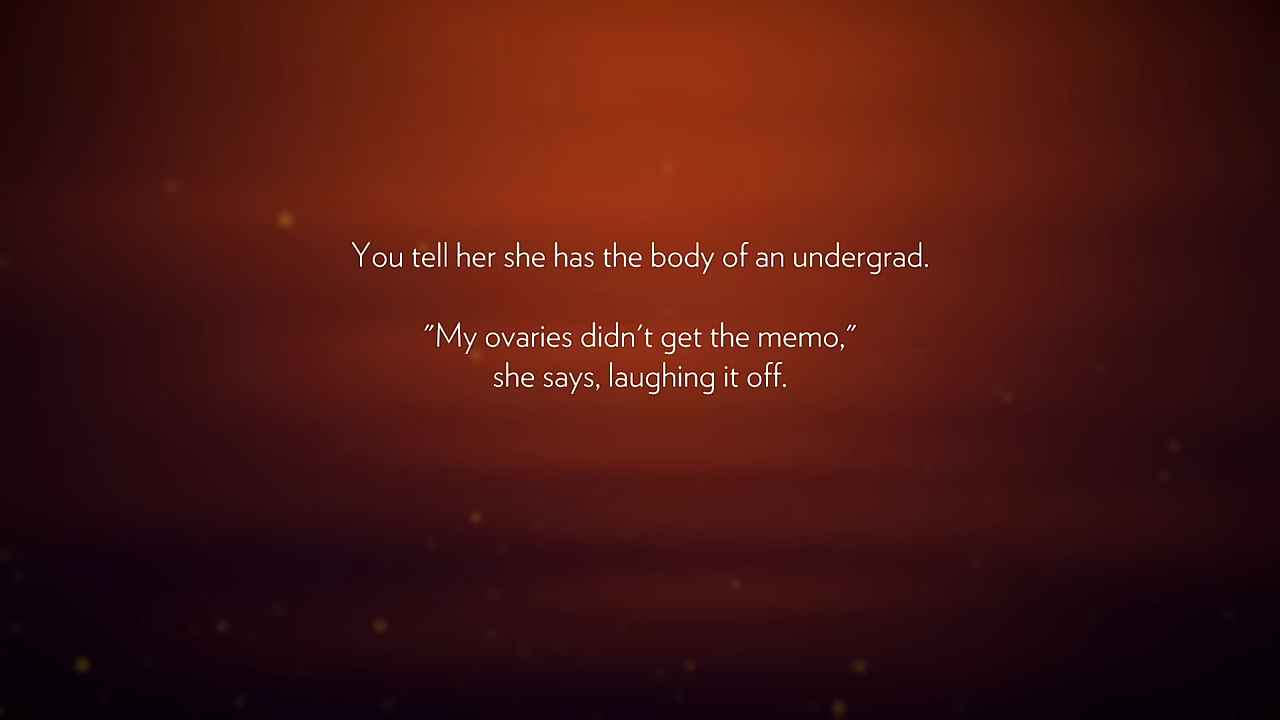 You tell her she has the body of an undergrad.
"My ovaries didn't get the memo,"
she says, laughing it off.